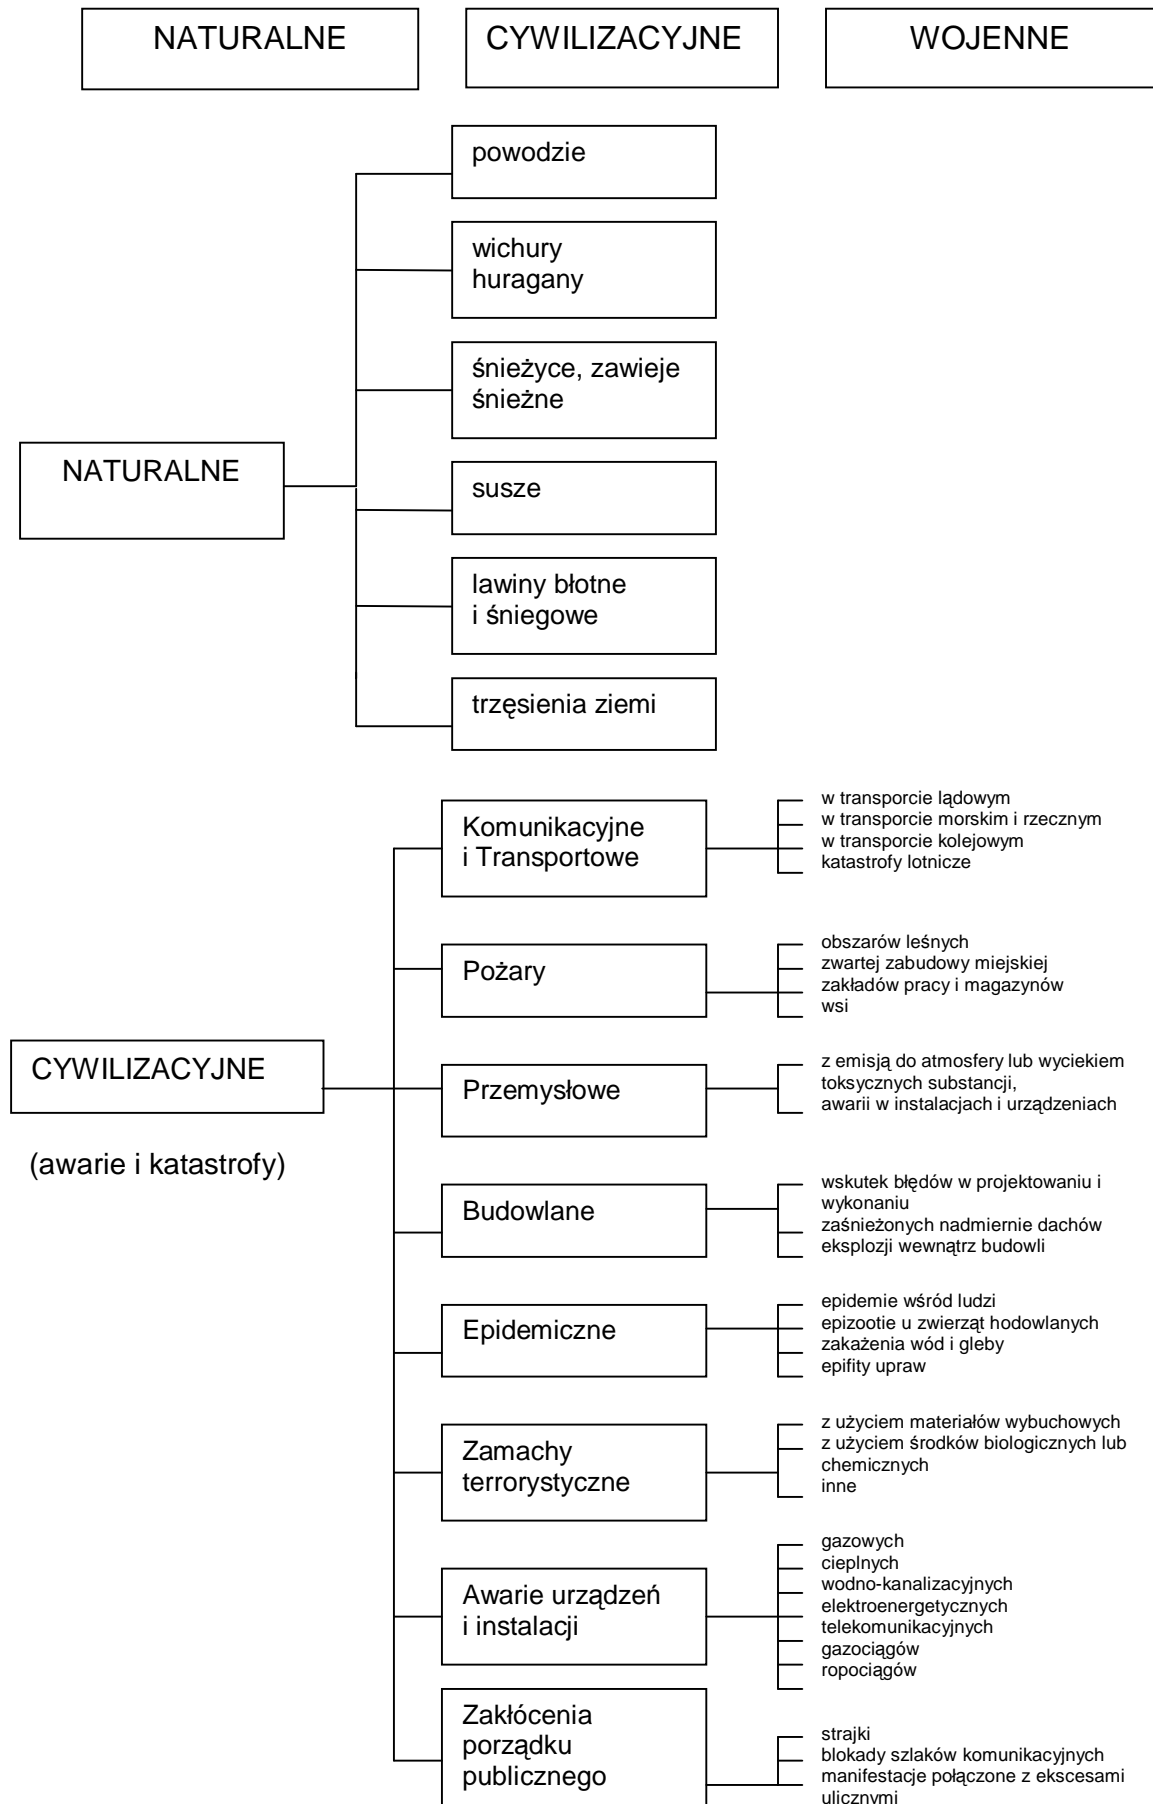 NATURALNE
CYWILIZACYJNE
WOJENNE
powodzie
wichury
huragany
śnieżyce, zawieje
śnieżne
NATURALNE
susze
lawiny błotne
i śniegowe
trzęsienia ziemi
Komunikacyjne
i Transportowe
w transporcie lądowym
w transporcie morskim i rzecznym
w transporcie kolejowym
katastrofy lotnicze
Pożary
obszarów leśnych
zwartej zabudowy miejskiej
zakładów pracy i magazynów
wsi
CYWILIZACYJNE
(awarie i katastrofy)
Przemysłowe
z emisją do atmosfery lub wyciekiem
toksycznych substancji,
awarii w instalacjach i urządzeniach
Budowlane
wskutek błędów w projektowaniu i
wykonaniu
zaśnieżonych nadmiernie dachów
eksplozji wewnątrz budowli
Epidemiczne
epidemie wśród ludzi
epizootie u zwierząt hodowlanych
zakażenia wód i gleby
epifity upraw
Zamachy
terrorystyczne
z użyciem materiałów wybuchowych
z użyciem środków biologicznych lub
chemicznych
inne
Awarie urządzeń
i instalacji
gazowych
cieplnych
wodno-kanalizacyjnych
elektroenergetycznych
telekomunikacyjnych
gazociągów
ropociągów
Zakłócenia
porządku
publicznego
strajki
blokady szlaków komunikacyjnych
manifestacje połączone z ekscesami
ulicznymi